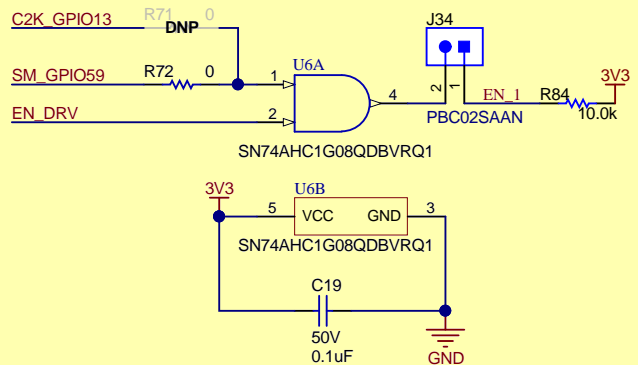 C2K_GPIO13 R71 0
DNP
J34
SM_GPIO59 R72 0 1 U6A
3V3
2 1 EN_1 R84
4
EN_DRV 2
PBC02SAAN 10.0k
SN74AHC1G08QDBVRQ1
3V3 U6B
5 VCC GND 3
SN74AHC1G08QDBVRQ1
C19
50V
0.1uF
GND